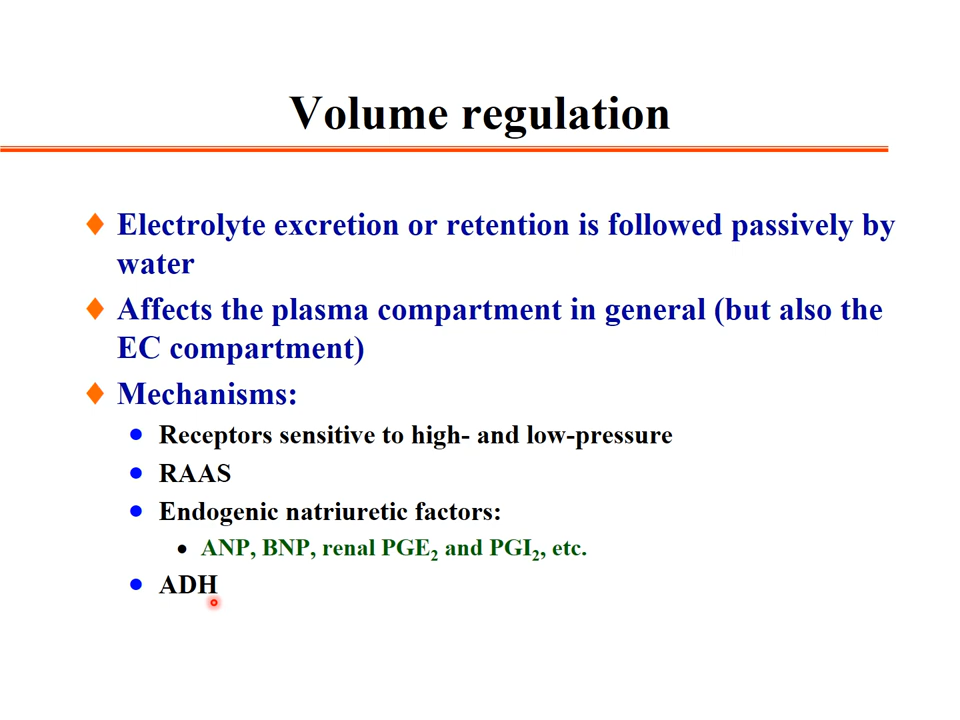 Volume regulation
Electrolyte excretion or retention is followed passively by
water
Affects the plasma compartment in general (but also the
EC compartment)
Mechanisms:
Receptors sensitive to high- and low-pressure
RAAS
Endogenic natriuretic factors:
ANP, BNP, renal PGE₂ and PGI₂, etc.
ADH